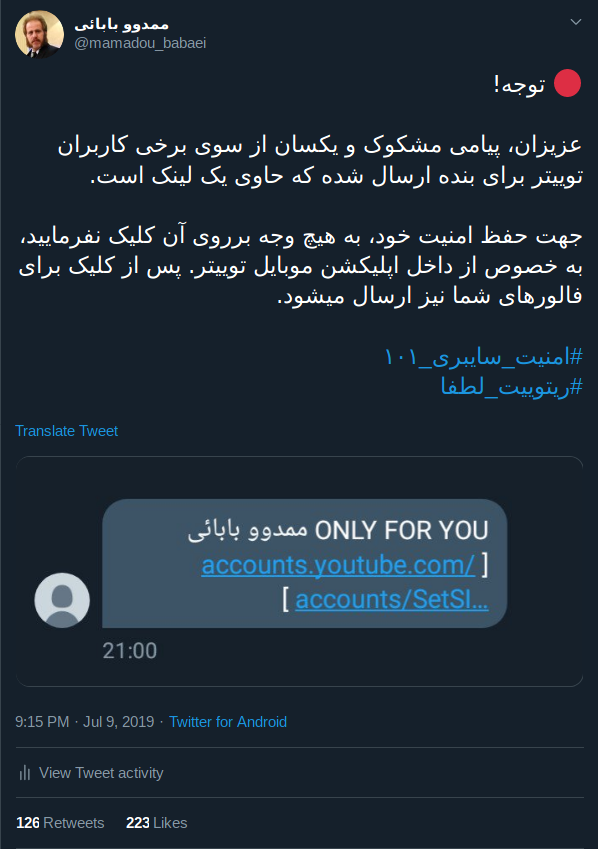 ممدوو بابائی
@mamadou_babaei
🔴 توجه!
عزیزان، پیامی مشکوک و یکسان از سوی برخی کاربران
توییتر برای بنده ارسال شده که حاوی یک لینک است.
جهت حفظ امنیت خود، به هیچ وجه برروی آن کلیک نفرمایید،
به خصوص از داخل اپلیکشن موبایل توییتر. پس از کلیک برای
فالورهای شما نیز ارسال میشود.
#امنیت_سایبری_۱۰۱
#ریتوییت_لطفا
Translate Tweet
ONLY FOR YOU ممدوو بابائی
[ accounts.youtube.com/
accounts/SetSI… ]
21:00
9:15 PM · Jul 9, 2019 · Twitter for Android
View Tweet activity
126 Retweets 223 Likes